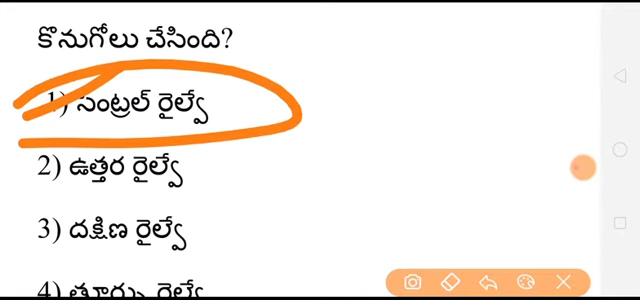 కొనుగోలు చేసింది?
1) సెంట్రల్ రైల్వే
2) ఉత్తర రైల్వే
3) దక్షిణ రైల్వే
4) తూర్పు రైల్వే